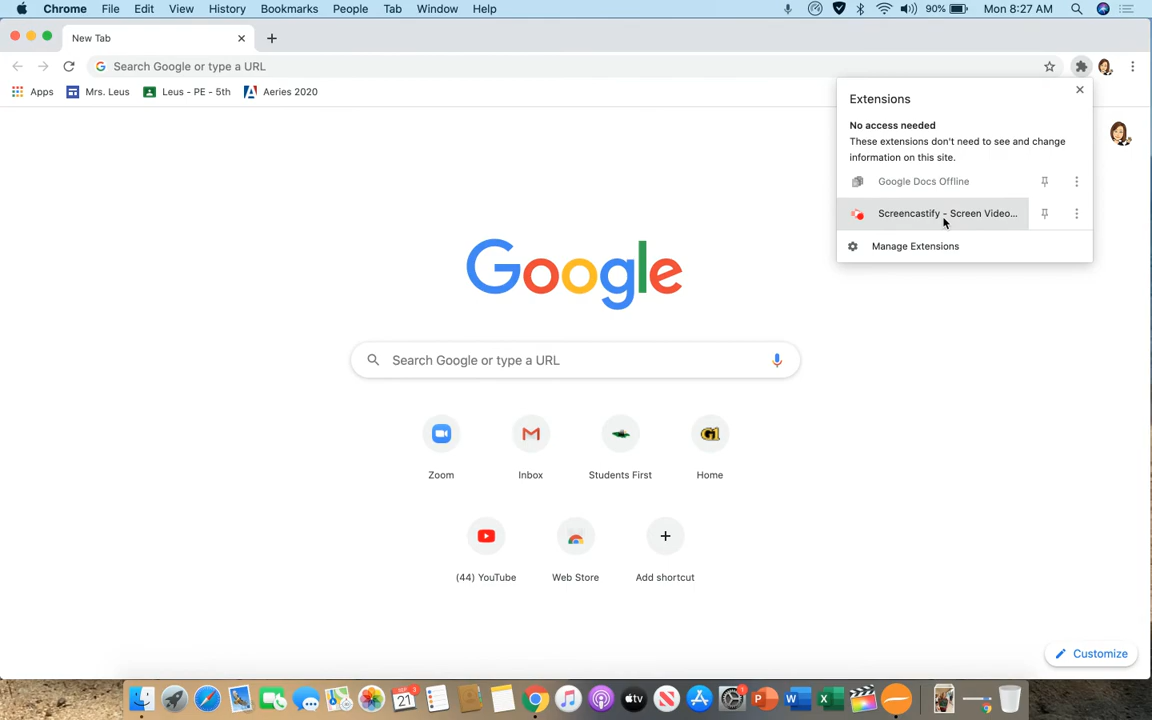 Chrome File Edit View History Bookmarks People Tab Window Help 90% Mon 8:27 AM
New Tab
Search Google or type a URL
Apps Mrs. Leus Leus - PE - 5th Aeries 2020
Extensions
No access needed
These extensions don't need to see and change
information on this site.
Google Docs Offline
Screencastify - Screen Video...
Manage Extensions
Google
Search Google or type a URL
G1
Zoom Inbox Students First Home
(44) YouTube Web Store Add shortcut
Customize
21
tv